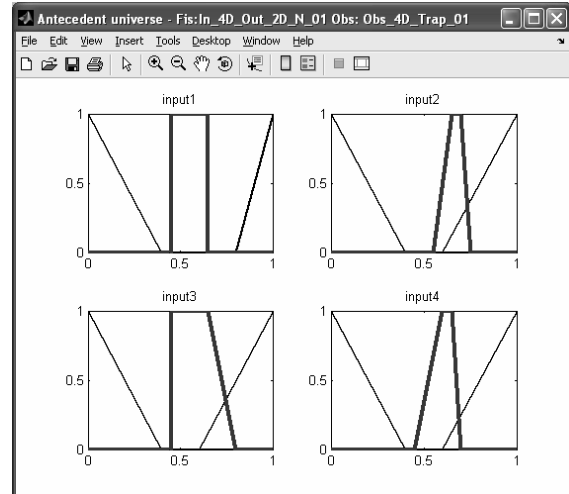 Antecedent universe - Fis:In_4D_Out_2D_N_01 Obs: Obs_4D_Trap_01
File Edit View Insert Tools Desktop Window Help
input1
1
0.5
0
0 0.5 1
input2
1
0.5
0
0 0.5 1
input3
1
0.5
0
0 0.5 1
input4
1
0.5
0
0 0.5 1